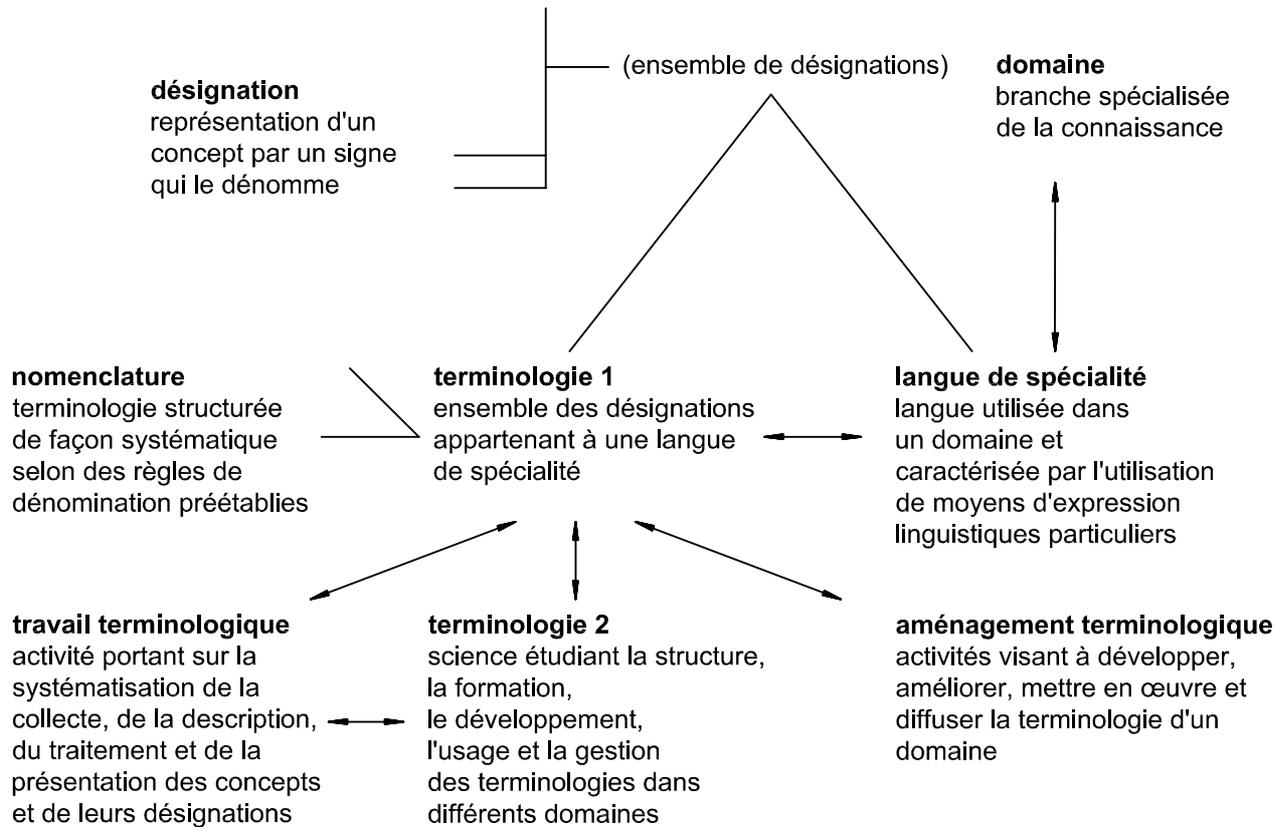 (ensemble de désignations)
domaine
branche spécialisée
de la connaissance
désignation
représentation d'un
concept par un signe
qui le dénomme
nomenclature
terminologie structurée
de façon systématique
selon des règles de
dénomination préétablies
terminologie 1
ensemble des désignations
appartenant à une langue
de spécialité
langue de spécialité
langue utilisée dans
un domaine et
caractérisée par l'utilisation
de moyens d'expression
linguistiques particuliers
travail terminologique
activité portant sur la
systématisation de la
collecte, de la description,
du traitement et de la
présentation des concepts
et de leurs désignations
terminologie 2
science étudiant la structure,
la formation,
le développement,
l'usage et la gestion
des terminologies dans
différents domaines
aménagement terminologique
activités visant à développer,
améliorer, mettre en œuvre et
diffuser la terminologie d'un
domaine